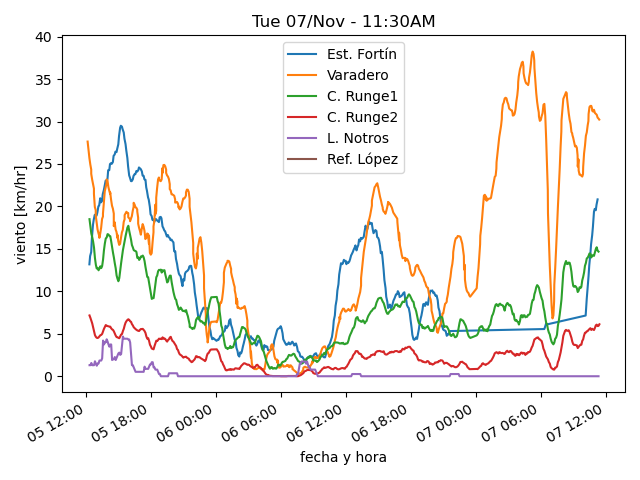 Tue 07/Nov - 11:30AM
Est. Fortín
Varadero
C. Runge1
C. Runge2
L. Notros
Ref. López
viento [km/hr]
40
35
30
25
20
15
10
5
0
05 12:00
05 18:00
06 00:00
06 06:00
06 12:00
06 18:00
07 00:00
07 06:00
07 12:00
fecha y hora